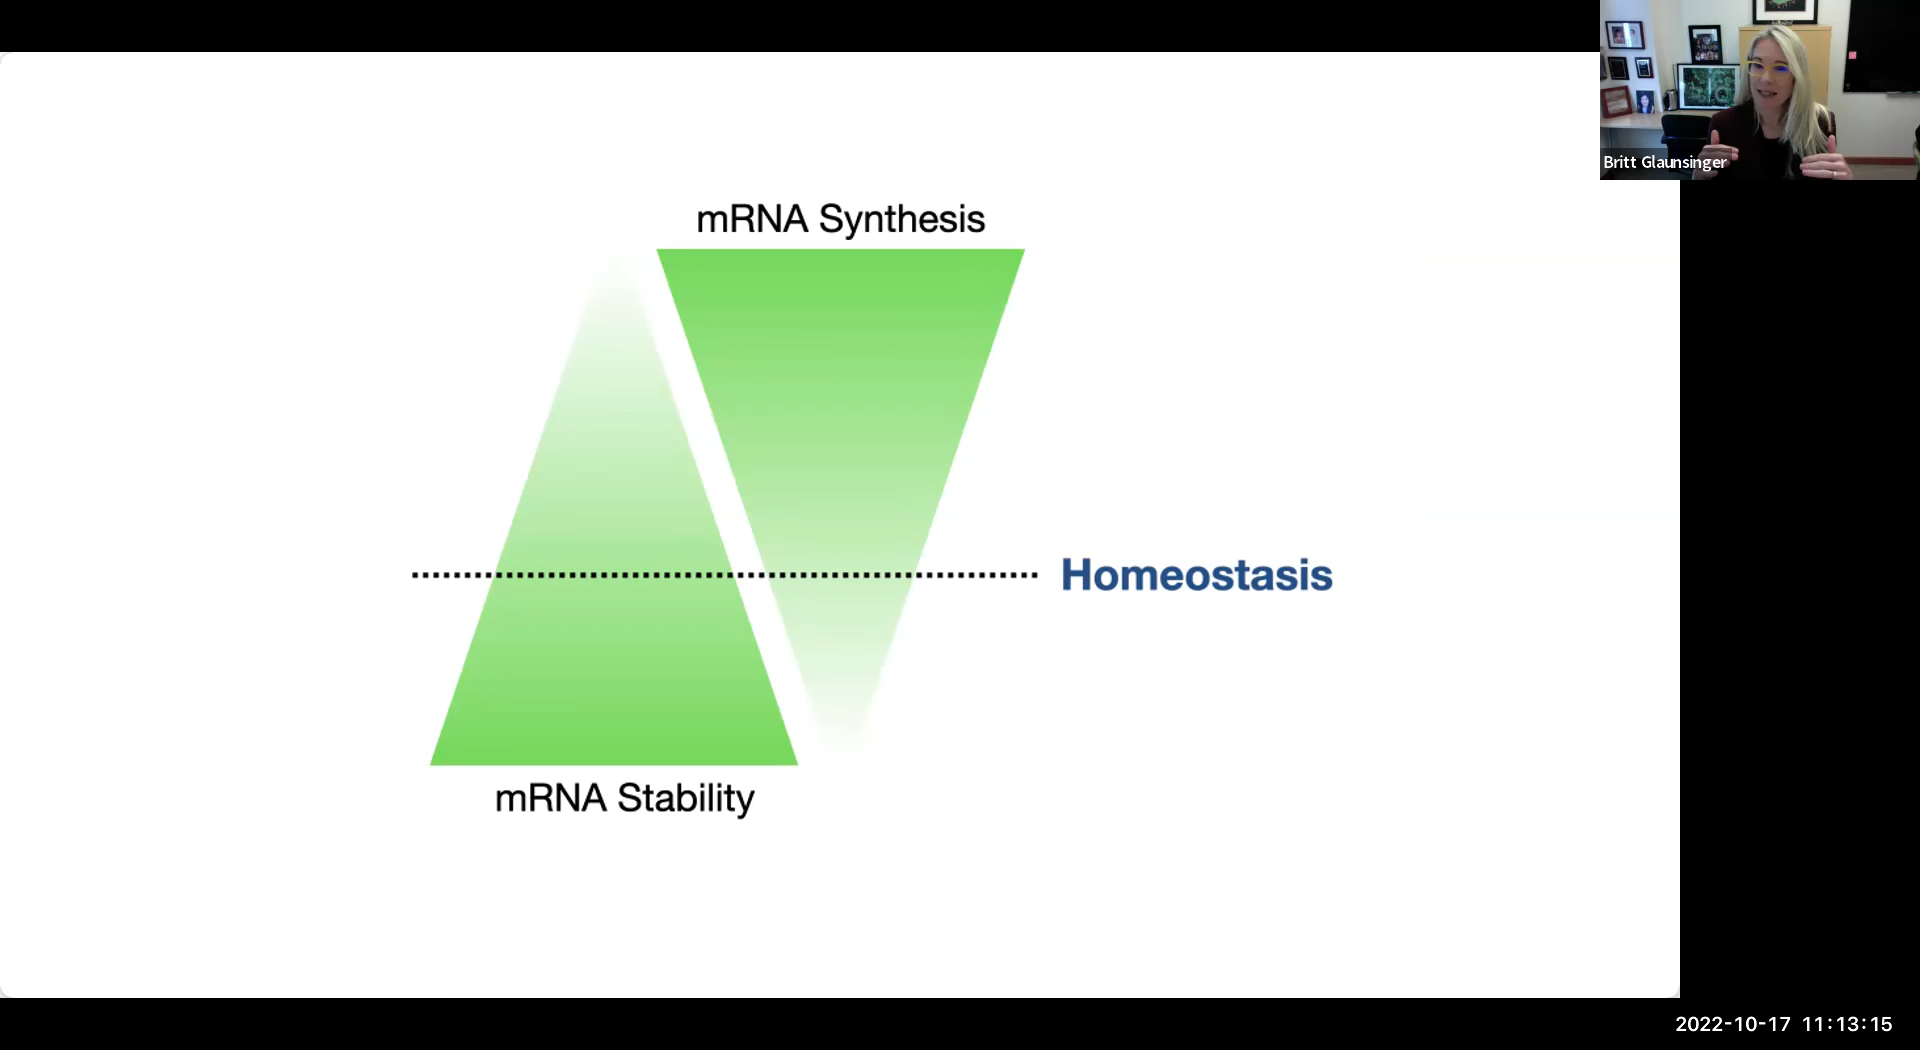 Britt Glaunsinger
mRNA Synthesis
Homeostasis
mRNA Stability
2022-10-17 11:13:15